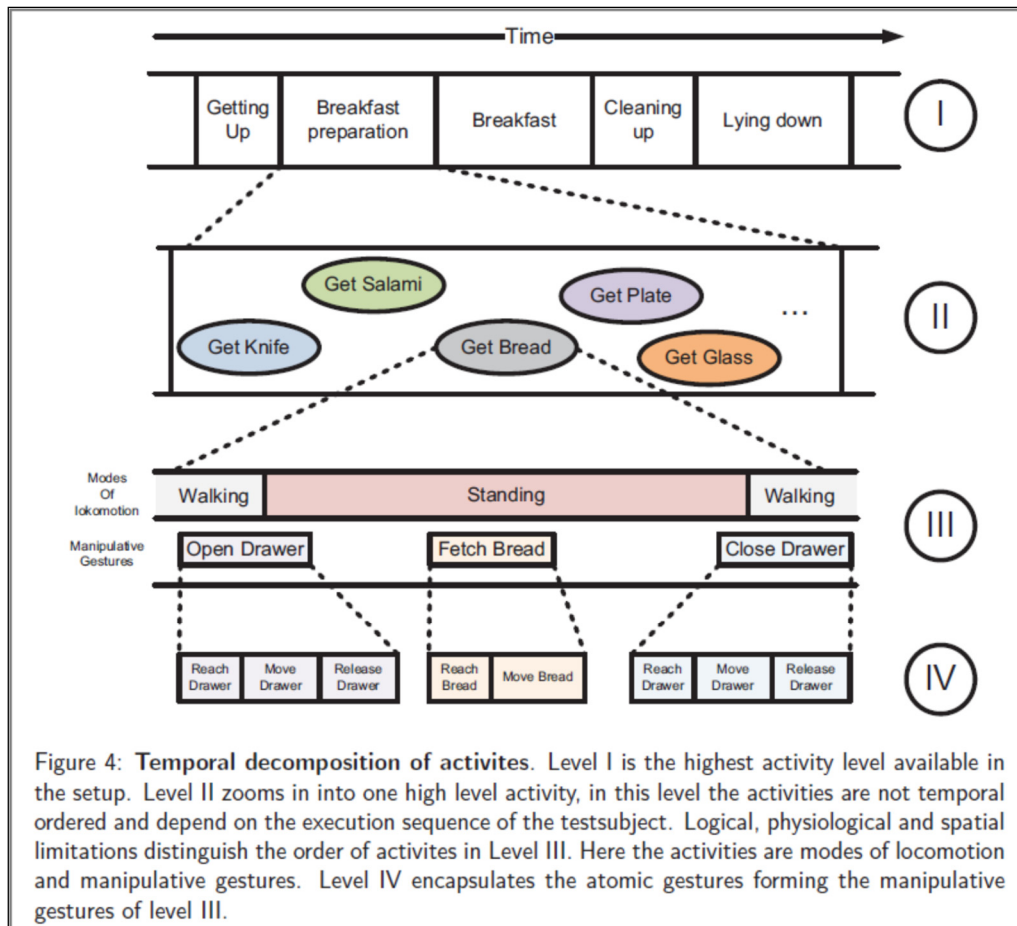 Time
Getting
Up
Breakfast
preparation
Breakfast
Cleaning
up
Lying down
I
Get Salami
Get Plate
...
Get Knife
Get Bread
Get Glass
II
Modes
Of
lokomotion
Walking
Standing
Walking
III
Manipulative
Gestures
Open Drawer
Fetch Bread
Close Drawer
Reach
Drawer
Move
Drawer
Release
Drawer
Reach
Bread
Move Bread
Reach
Drawer
Move
Drawer
Release
Drawer
IV
Figure 4: Temporal decomposition of activites. Level I is the highest activity level available in
the setup. Level II zooms in into one high level activity, in this level the activities are not temporal
ordered and depend on the execution sequence of the testsubject. Logical, physiological and spatial
limitations distinguish the order of activites in Level III. Here the activities are modes of locomotion
and manipulative gestures. Level IV encapsulates the atomic gestures forming the manipulative
gestures of level III.